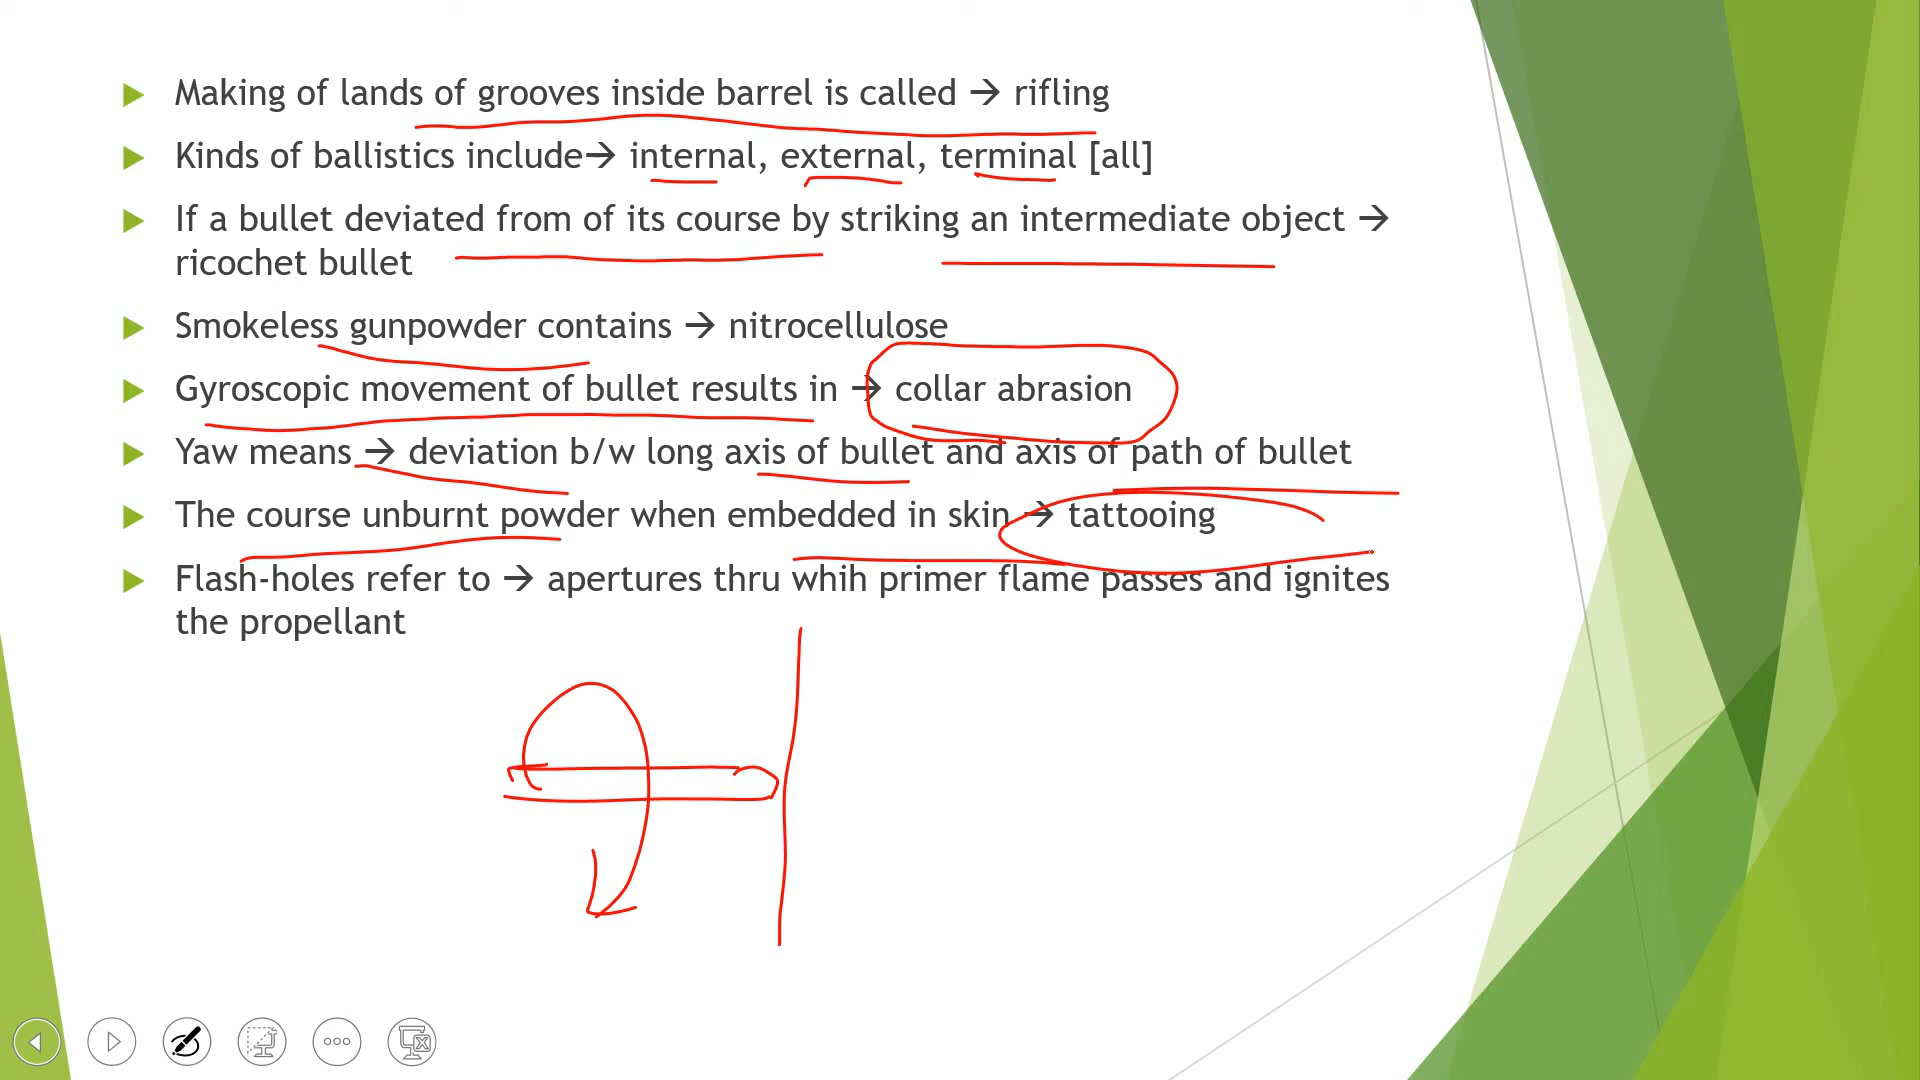 Making of lands of grooves inside barrel is called → rifling
Kinds of ballistics include→ internal, external, terminal [all]
If a bullet deviated from of its course by striking an intermediate object →
ricochet bullet
Smokeless gunpowder contains → nitrocellulose
Gyroscopic movement of bullet results in → collar abrasion
Yaw means → deviation b/w long axis of bullet and axis of path of bullet
The course unburnt powder when embedded in skin → tattooing
Flash-holes refer to → apertures thru whih primer flame passes and ignites
the propellant